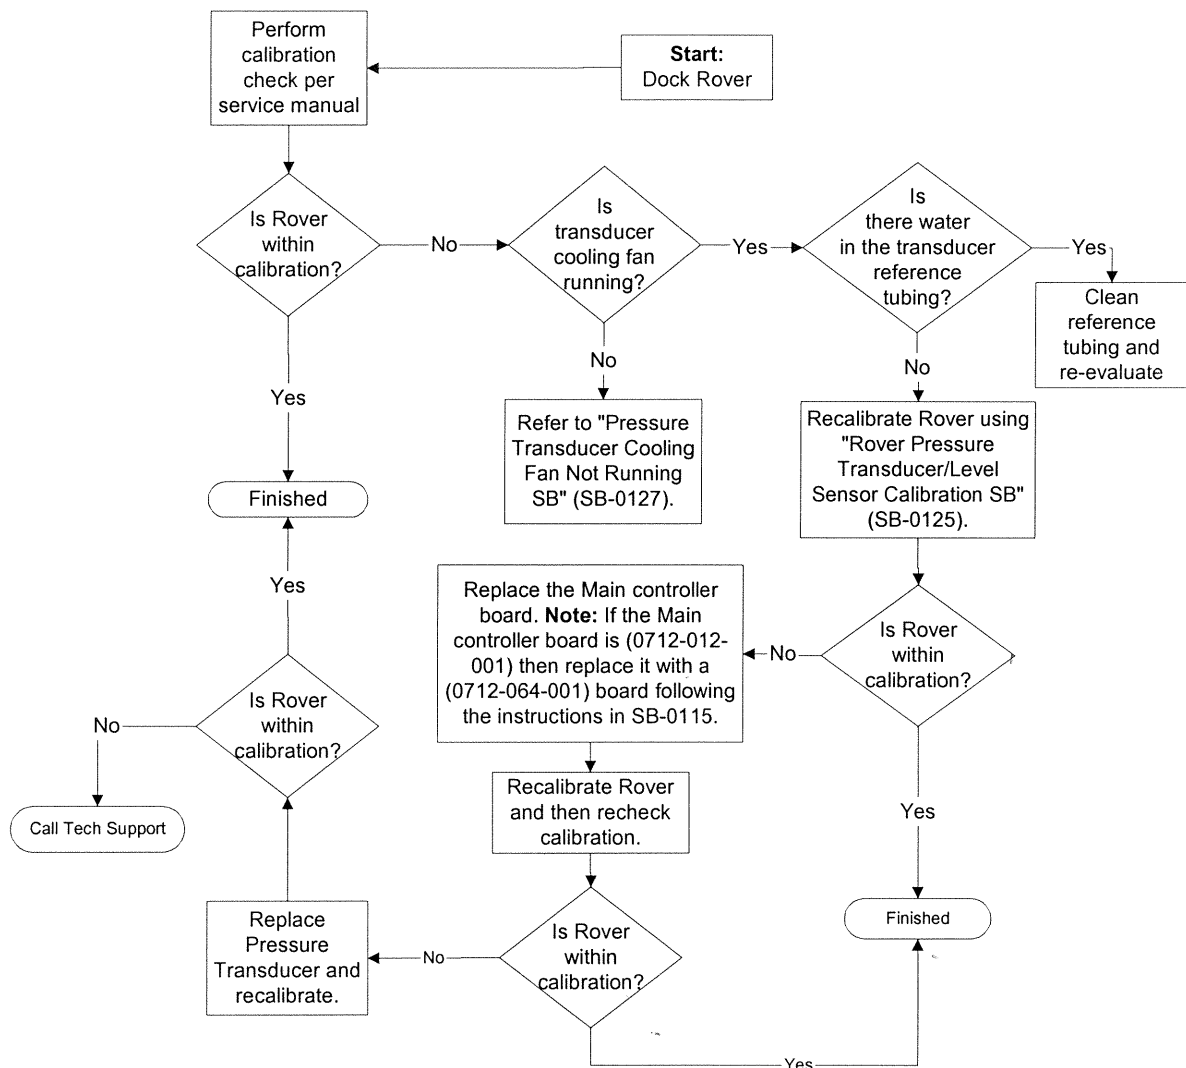 Perform
calibration
check per
service manual
Start:
Dock Rover
Is Rover
within
calibration?
No
Is
transducer
cooling fan
running?
Yes
Is
there water
in the transducer
reference
tubing?
Yes
Clean
reference
tubing and
re-evaluate
Yes
No
No
Refer to "Pressure
Transducer Cooling
Fan Not Running
SB" (SB-0127).
Recalibrate Rover using
"Rover Pressure
Transducer/Level
Sensor Calibration SB"
(SB-0125).
Finished
Yes
Replace the Main controller
board. Note: If the Main
controller board is (0712-012-
001) then replace it with a
(0712-064-001) board following
the instructions in SB-0115.
No
Is Rover
within
calibration?
Is Rover
within
calibration?
No
Call Tech Support
Recalibrate Rover
and then recheck
calibration.
Yes
Replace
Pressure
Transducer and
recalibrate.
No
Is Rover
within
calibration?
Finished
Yes